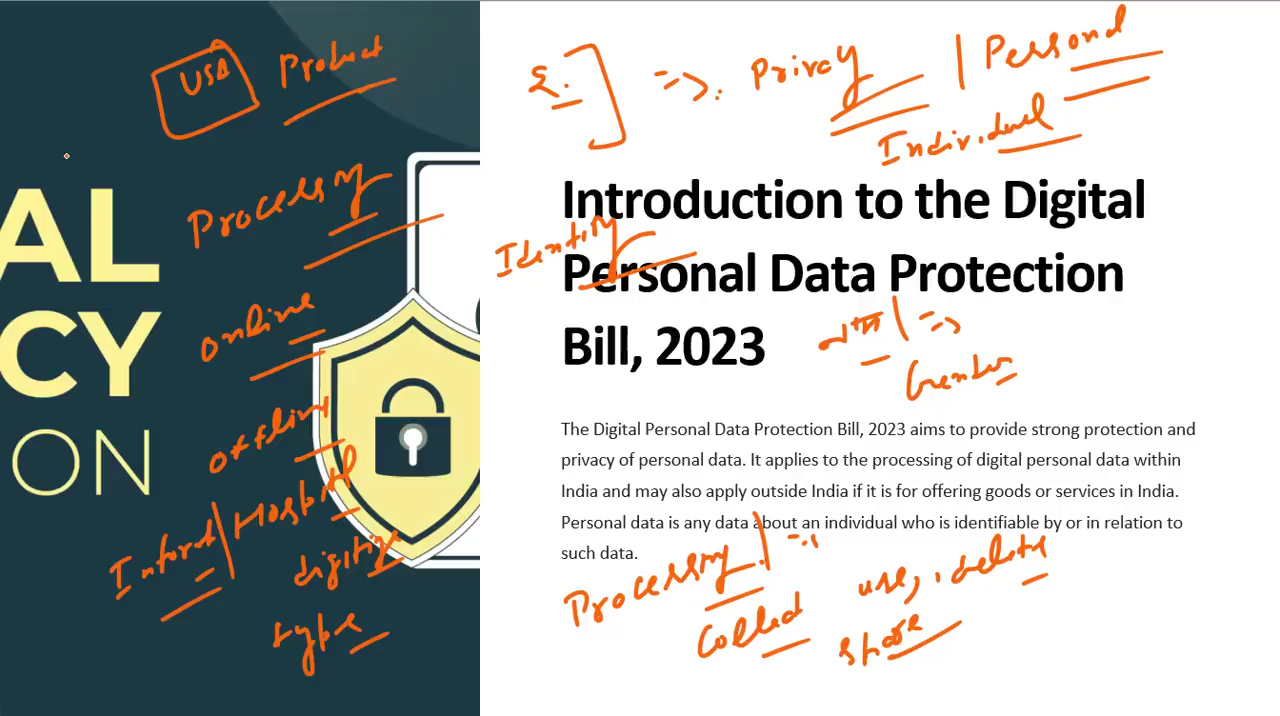 USA Product
Processing
online
offline
Hospital
digitize
type
AL
CY
ON
=> Privacy | Personal
Individual
Introduction to the Digital
Identity
Personal Data Protection
Bill, 2023
=>
Gender
The Digital Personal Data Protection Bill, 2023 aims to provide strong protection and
privacy of personal data. It applies to the processing of digital personal data within
India and may also apply outside India if it is for offering goods or services in India.
Personal data is any data about an individual who is identifiable by or in relation to
such data.
Processing
Collect use, delete
share